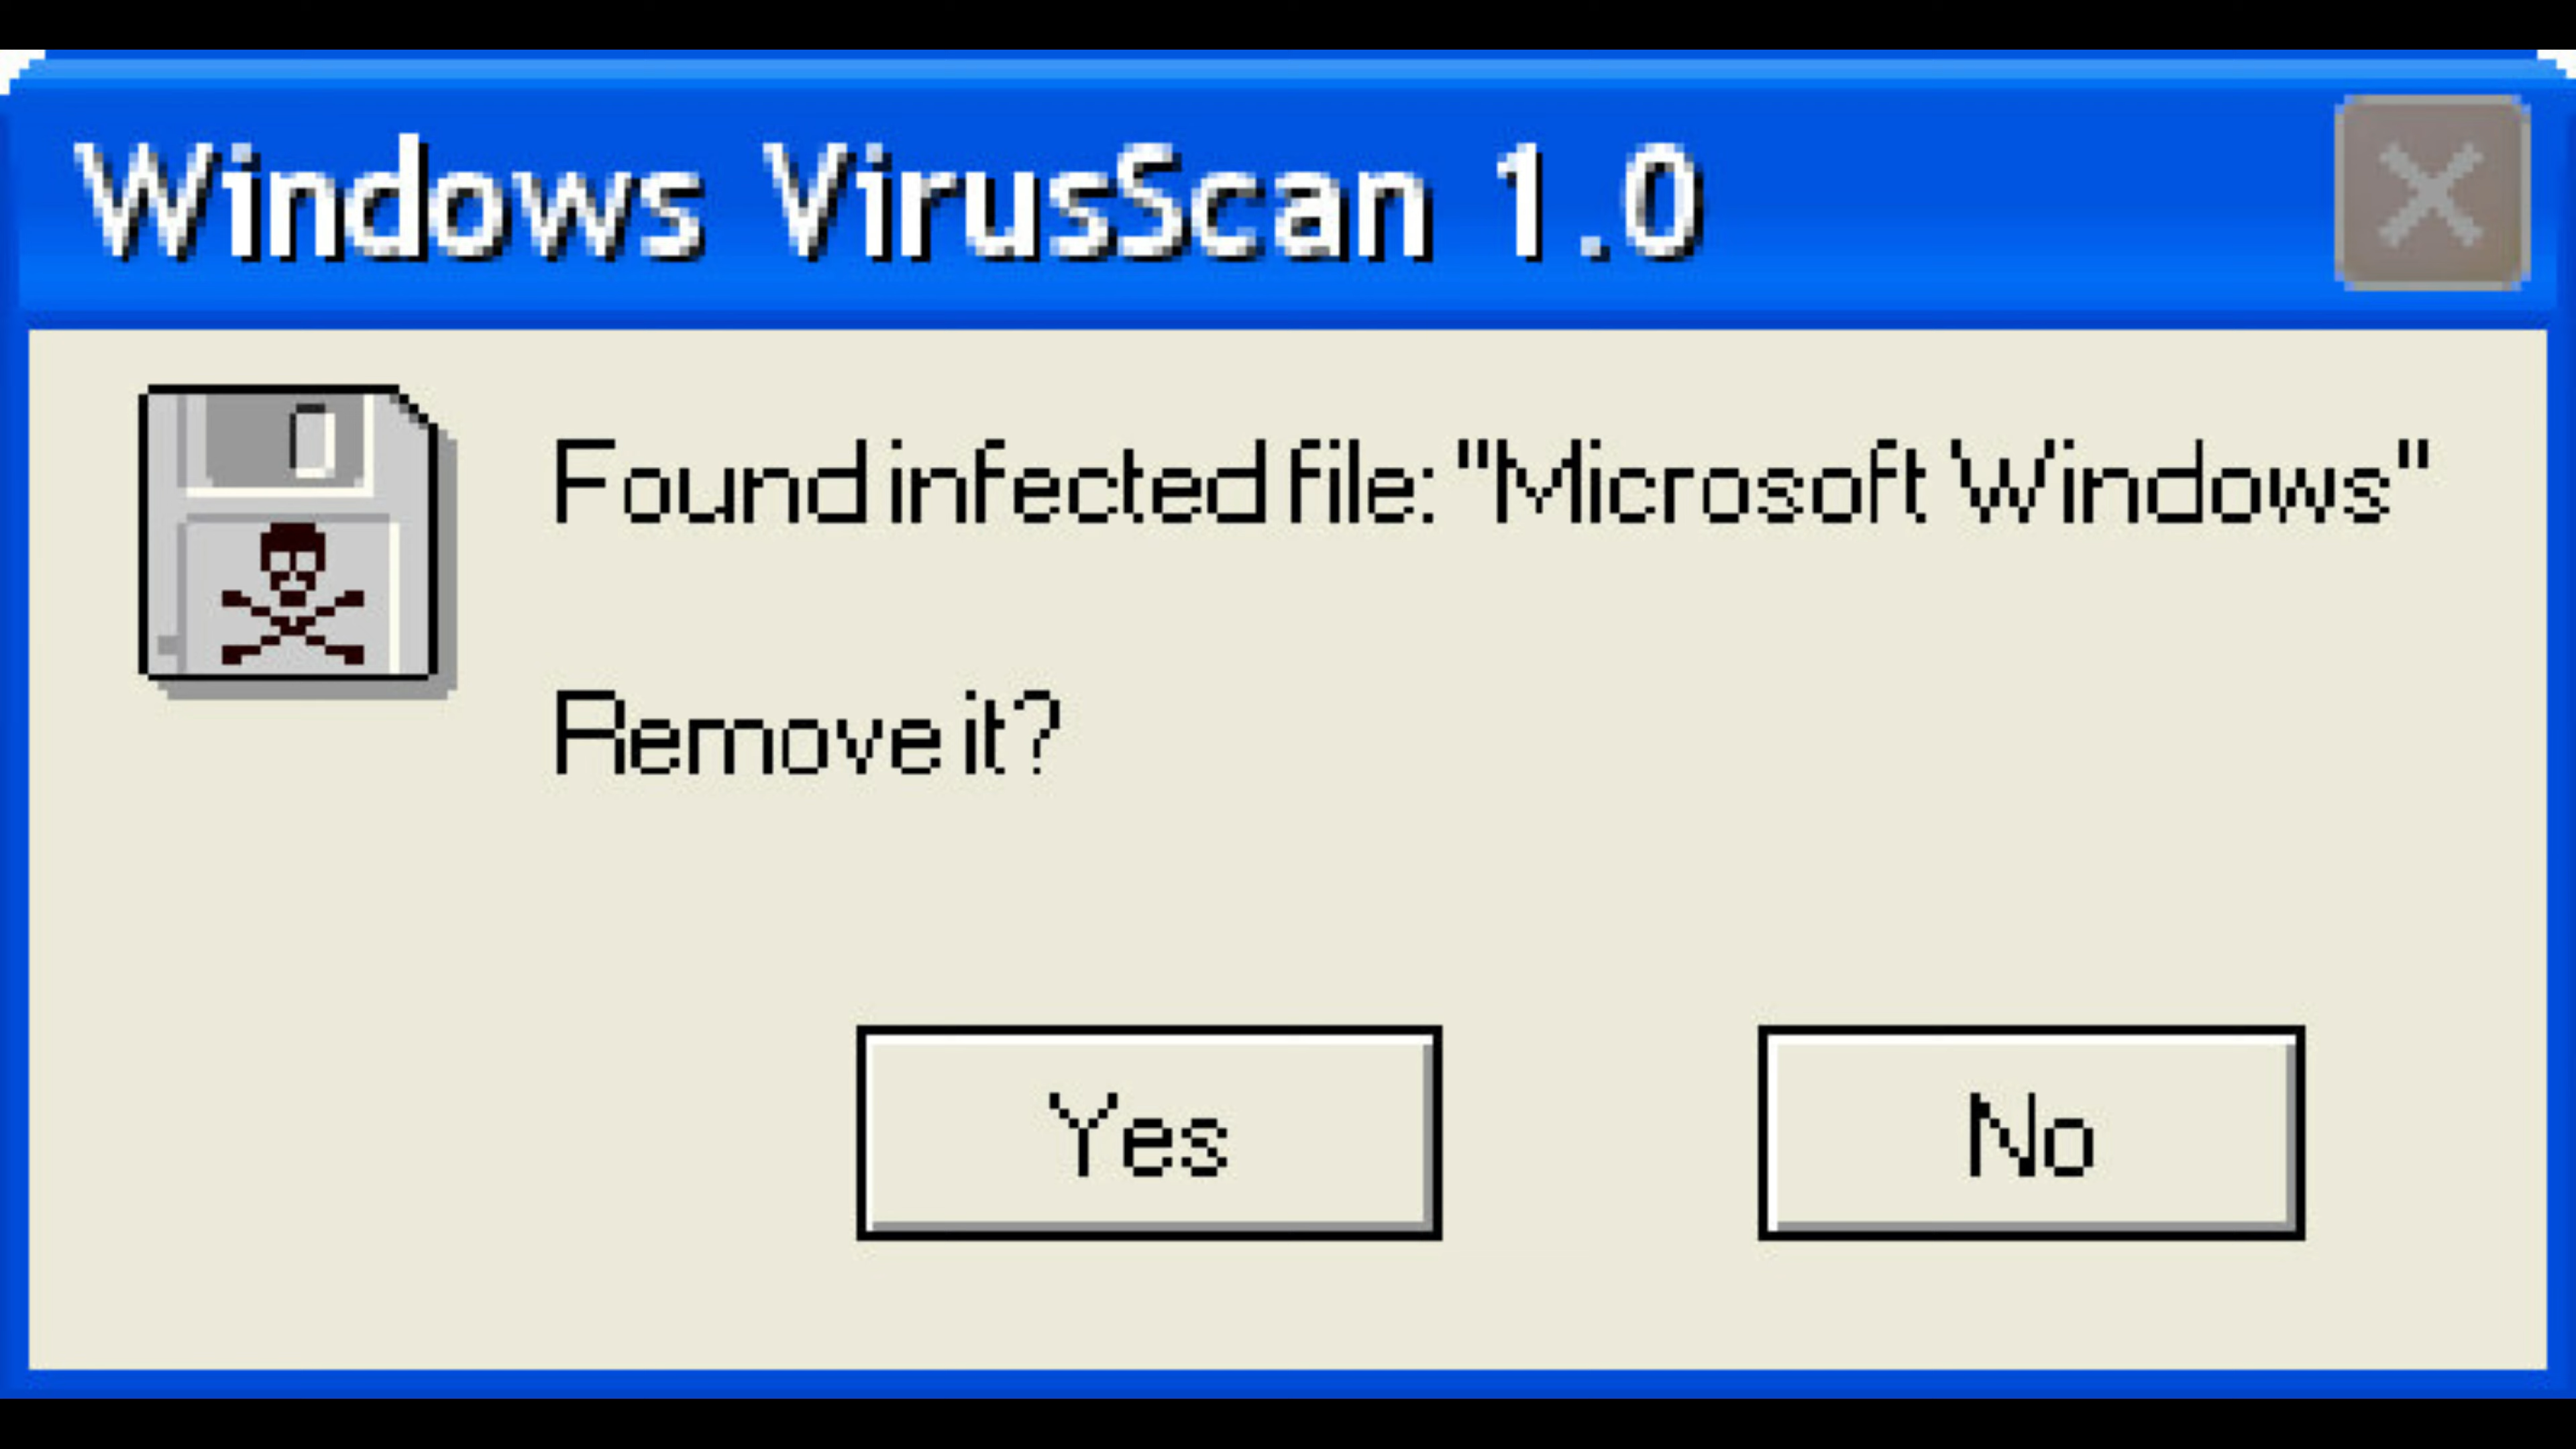 Windows VirusScan 1.0
Found infected file: "Microsoft Windows"
Remove it?
Yes
No